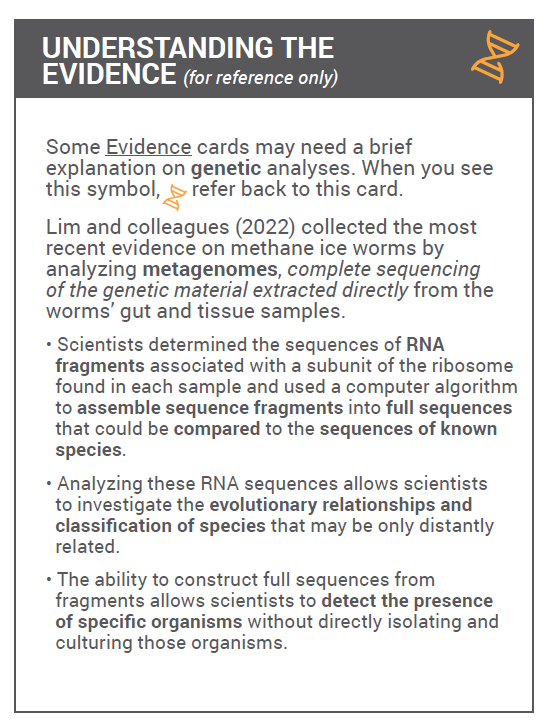 UNDERSTANDING THE
EVIDENCE (for reference only)
Some Evidence cards may need a brief
explanation on genetic analyses. When you see
this symbol, refer back to this card.
Lim and colleagues (2022) collected the most
recent evidence on methane ice worms by
analyzing metagenomes, complete sequencing
of the genetic material extracted directly from the
worms’ gut and tissue samples.
• Scientists determined the sequences of RNA
fragments associated with a subunit of the ribosome
found in each sample and used a computer algorithm
to assemble sequence fragments into full sequences
that could be compared to the sequences of known
species.
• Analyzing these RNA sequences allows scientists
to investigate the evolutionary relationships and
classification of species that may be only distantly
related.
• The ability to construct full sequences from
fragments allows scientists to detect the presence
of specific organisms without directly isolating and
culturing those organisms.